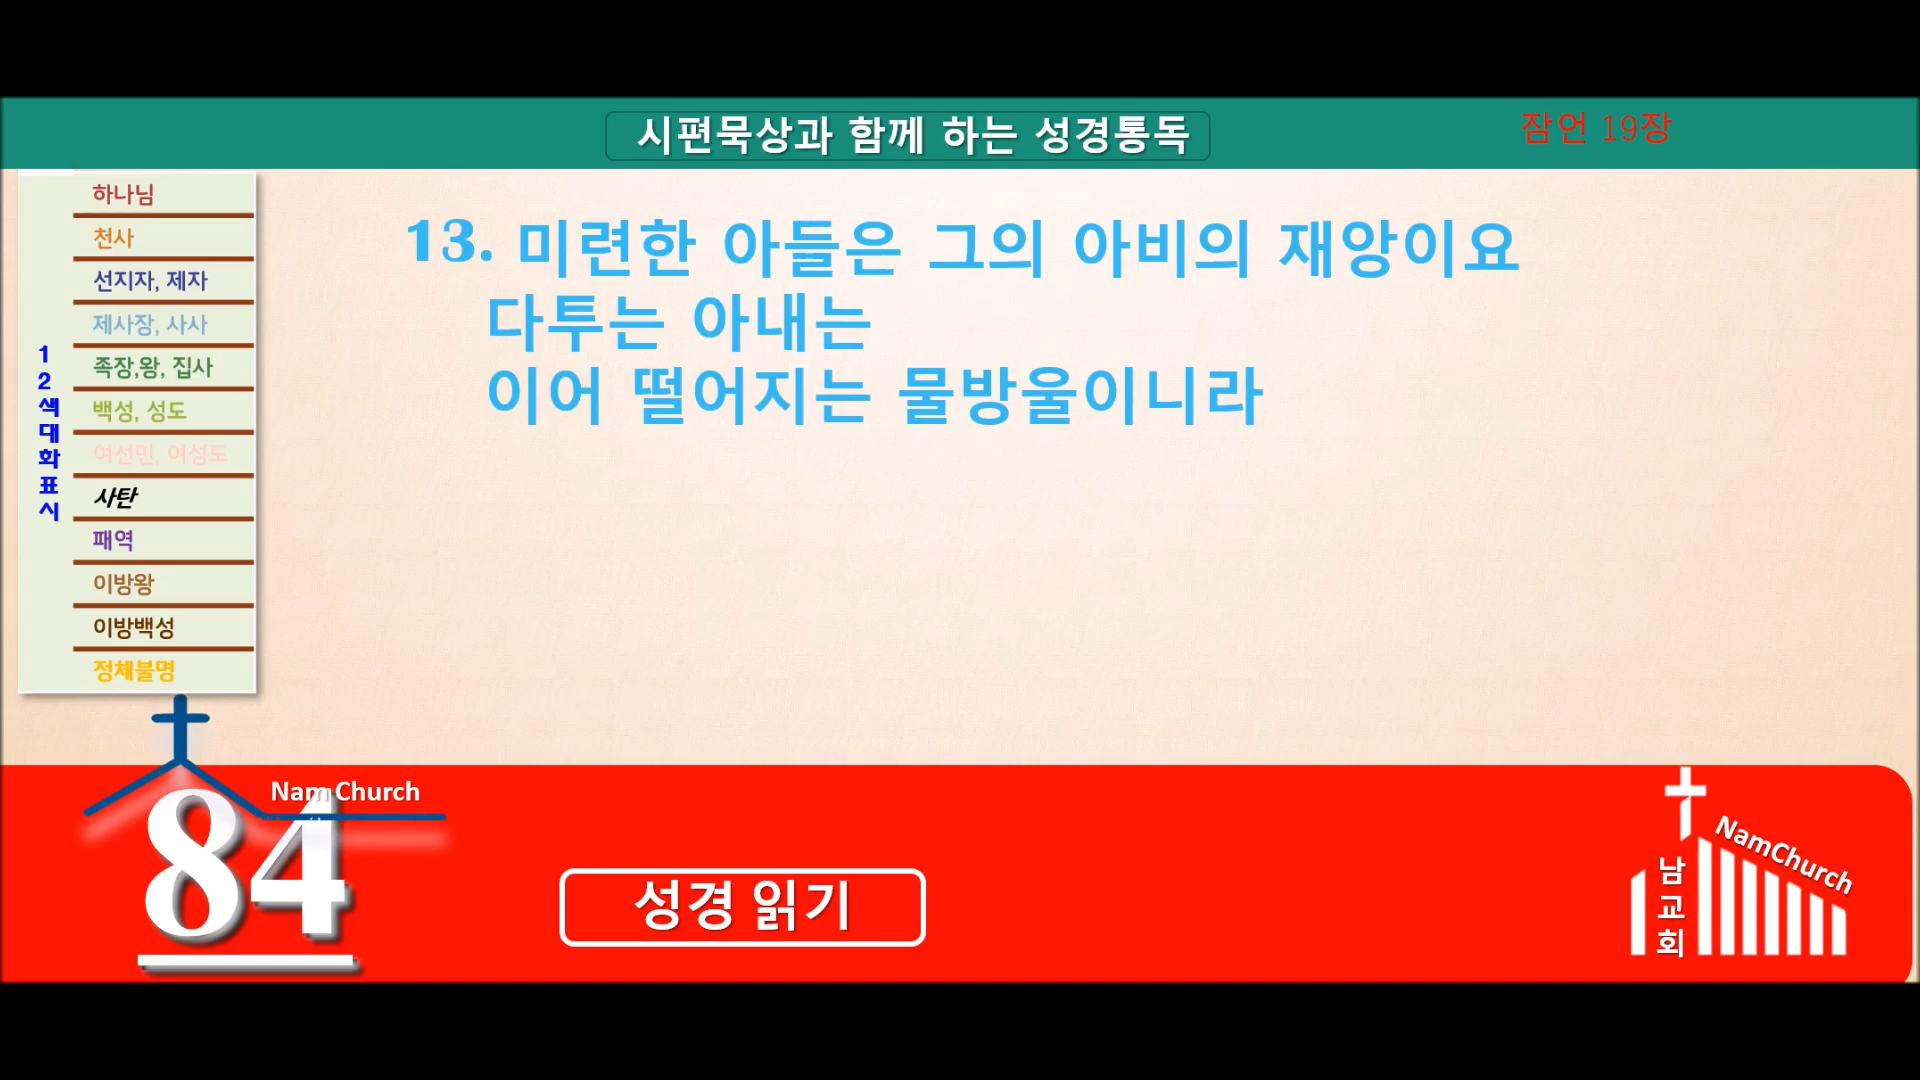 시편묵상과 함께 하는 성경통독
잠언 19장
12색대화표시
하나님
천사
선지자, 제자
제사장, 사사
족장,왕, 집사
백성, 성도
여선민, 여성도
사탄
패역
이방왕
이방백성
정체불명
13. 미련한 아들은 그의 아비의 재앙이요
다투는 아내는
이어 떨어지는 물방울이니라
Nam Church
84
성경 읽기
NamChurch
남교회